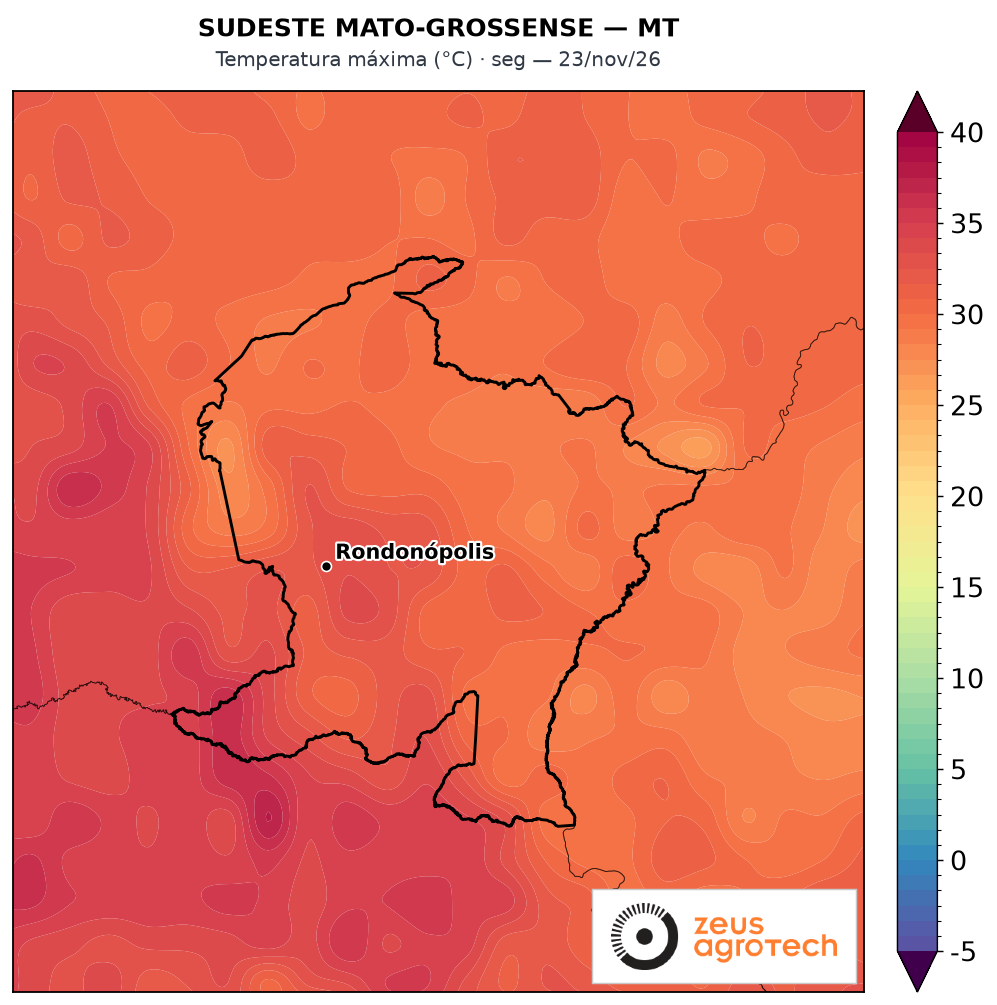 SUDESTE MATO-GROSSENSE — MT
Temperatura máxima (°C) · seg — 23/nov/26
40
35
30
25
20
15
10
5
0
-5
Rondonópolis
zeus
agrotech